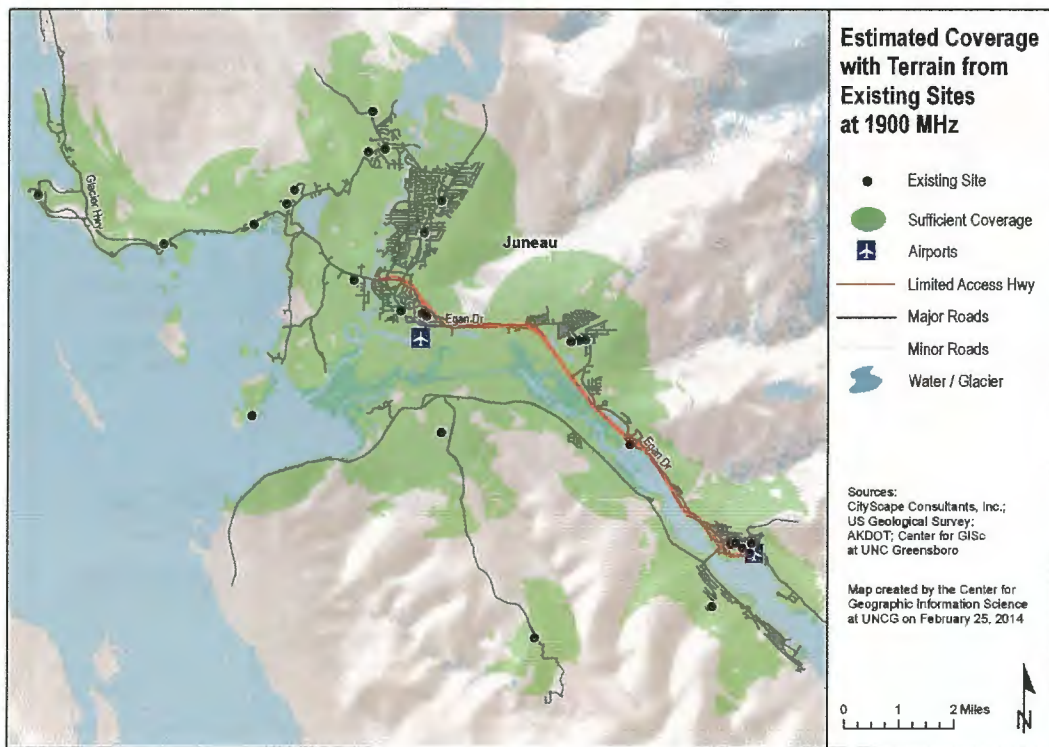 Estimated Coverage
with Terrain from
Existing Sites
at 1900 MHz
Existing Site
Sufficient Coverage
Airports
Limited Access Hwy
Major Roads
Minor Roads
Water / Glacier
Sources:
CityScape Consultants, Inc.;
US Geological Survey;
AKDOT; Center for GISc
at UNC Greensboro
Map created by the Center for
Geographic Information Science
at UNCG on February 25, 2014
0 1 2 Miles
N
Glacier Hwy
Juneau
Egan Dr
Egan Dr